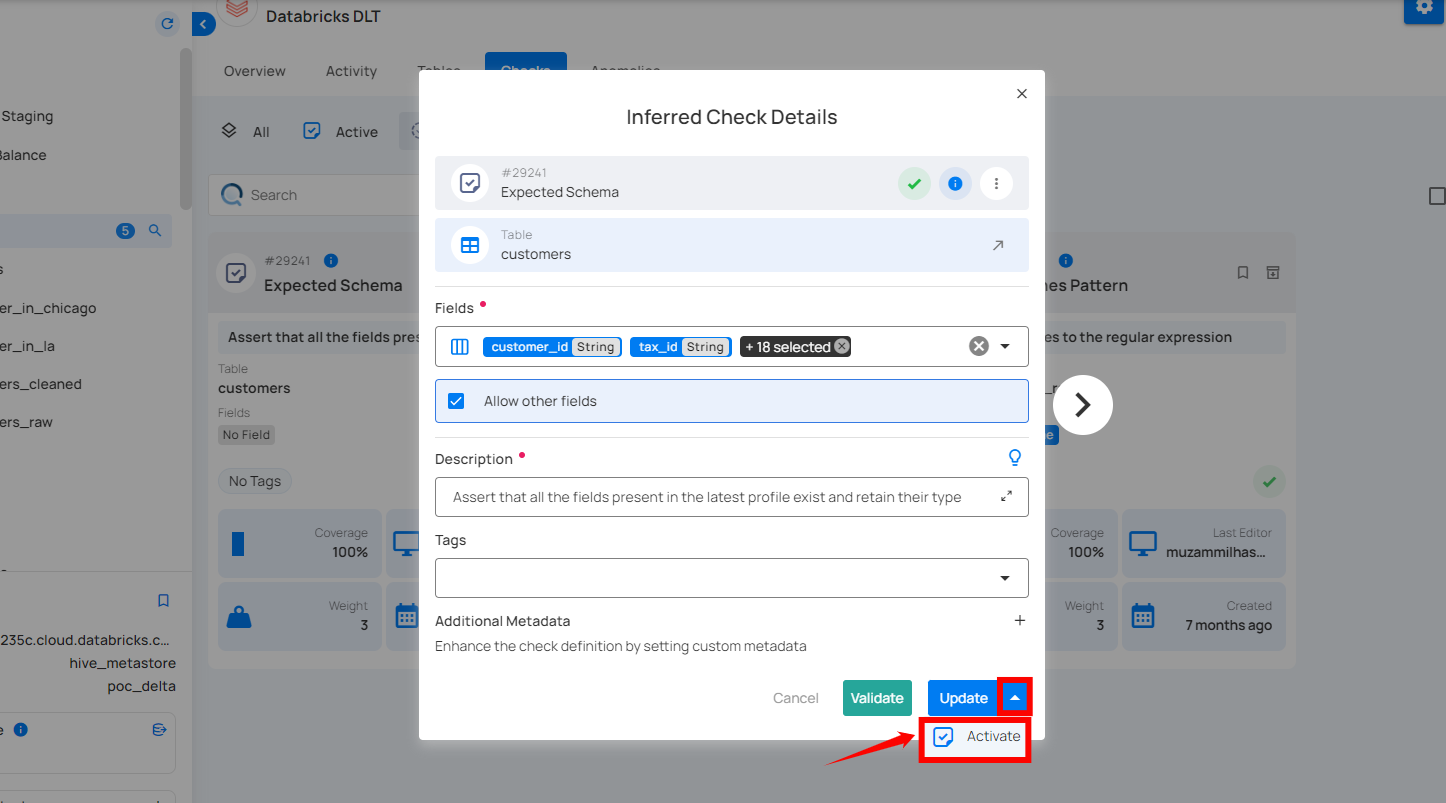 Databricks DLT
Overview
Activity
Tables
Checks
Anomalies
Staging
Balance
All
Active
Search
5
er_in_chicago
er_in_la
ers_cleaned
ers_raw
#29241
Expected Schema
Assert that all the fields pres
Table
customers
Fields
No Field
No Tags
Coverage
100%
Weight
3
235c.cloud.databricks.c...
hive_metastore
poc_delta
Inferred Check Details
#29241
Expected Schema
Table
customers
Fields
customer_id String tax_id String + 18 selected
Allow other fields
Description
Assert that all the fields present in the latest profile exist and retain their type
Tags
Additional Metadata
Enhance the check definition by setting custom metadata
Cancel Validate Update
Activate
nes Pattern
es to the regular expression
Coverage
100%
Last Editor
muzammilhas...
Weight
3
Created
7 months ago